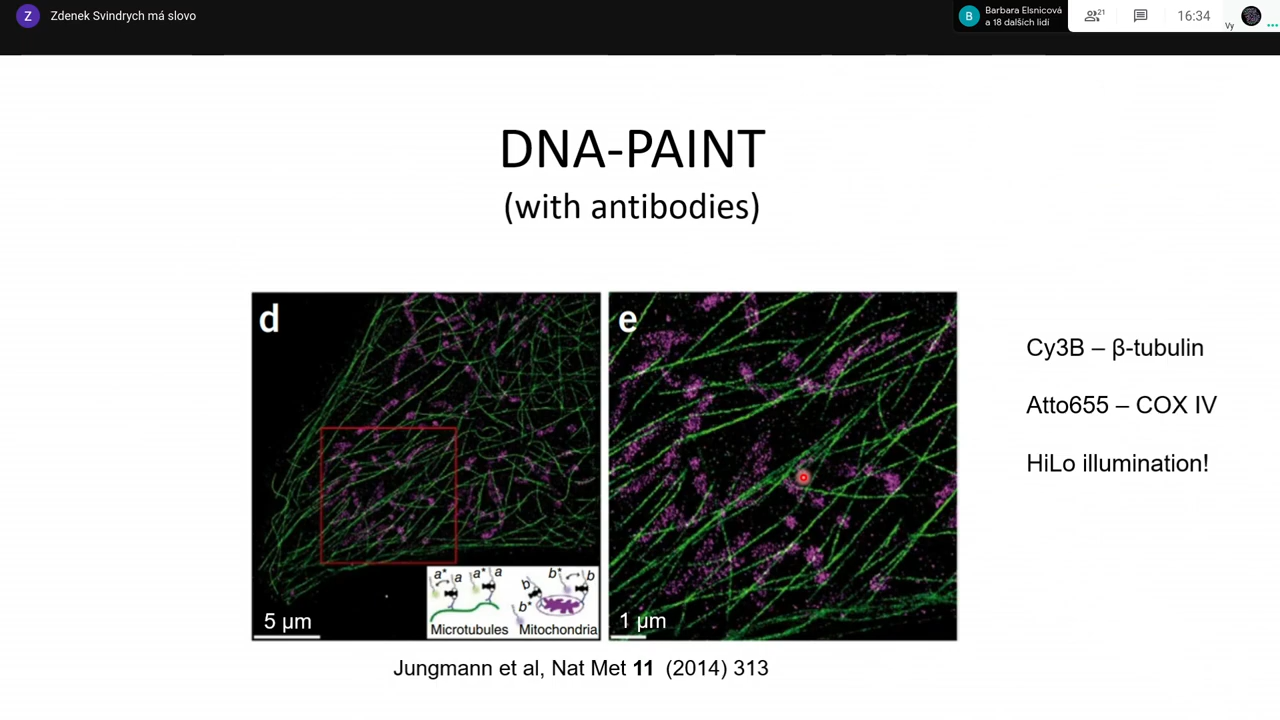 Z
Zdenek Svindrych má slovo
B
Barbara Elsnicová
a 18 dalších lidí
21
16:34
Vy
DNA-PAINT
(with antibodies)
d
e
Cy3B – β-tubulin
Atto655 – COX IV
HiLo illumination!
a* a a* a b b* b
b*
5 μm
Microtubules Mitochondria
1 μm
Jungmann et al, Nat Met 11 (2014) 313